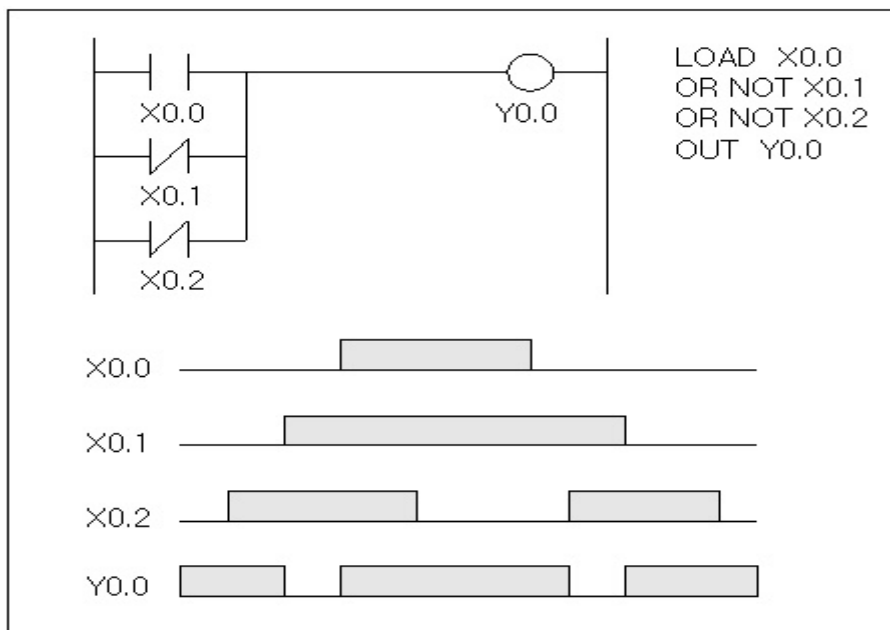 LOAD X0.0
OR NOT X0.1
OR NOT X0.2
OUT Y0.0
X0.0
Y0.0
X0.1
X0.2
X0.0
X0.1
X0.2
Y0.0